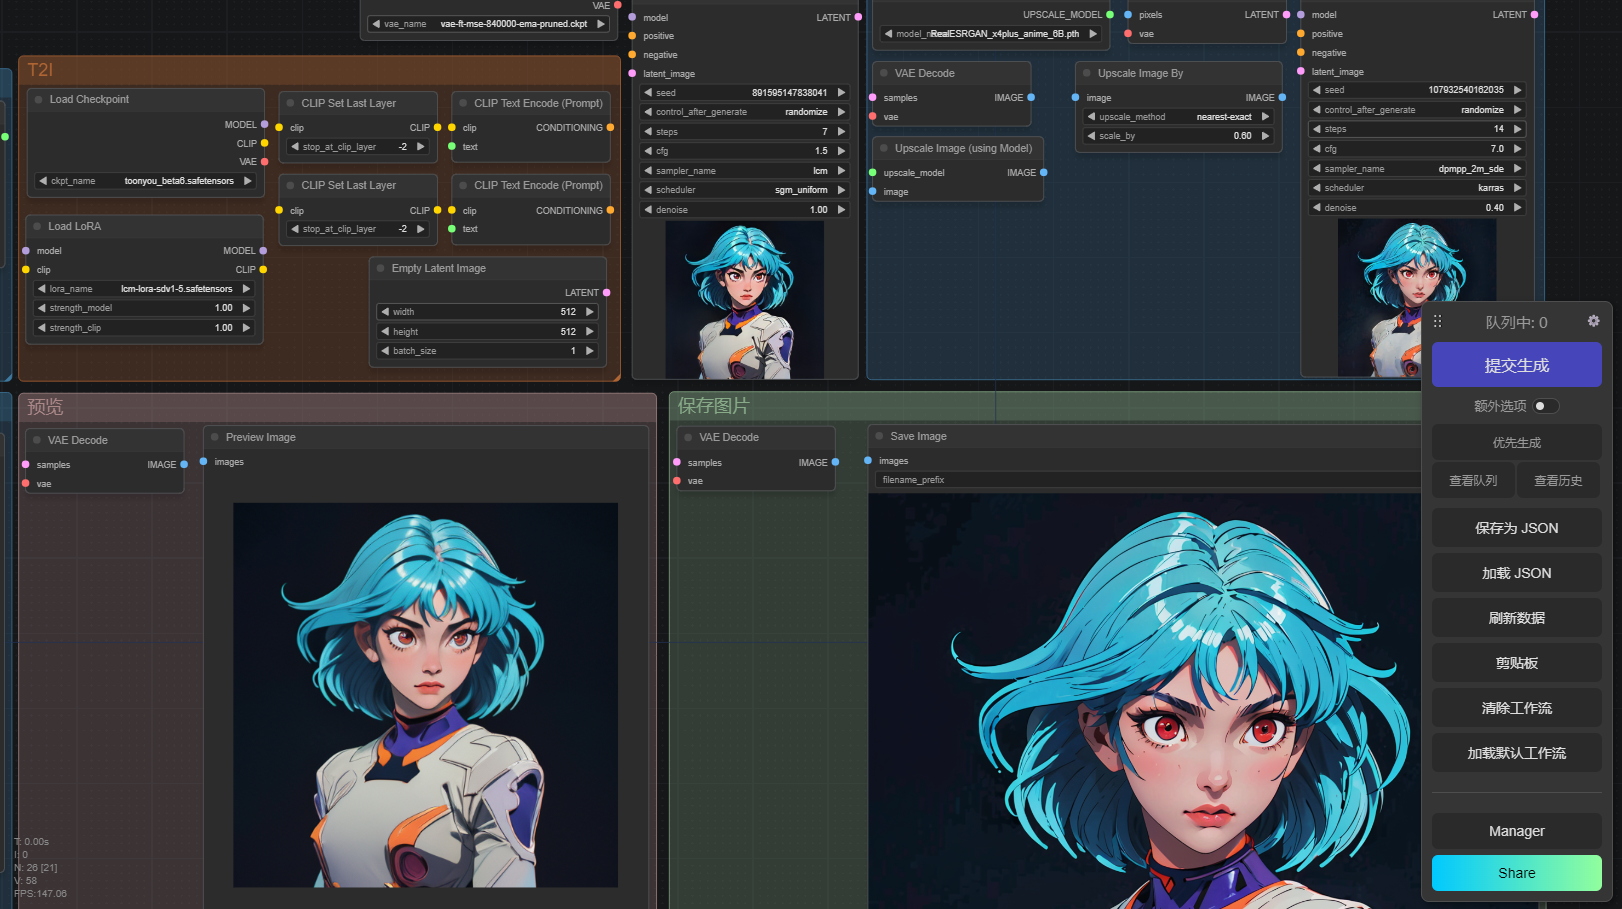 VAE
vae_name vae-ft-mse-840000-ema-pruned.ckpt
T2I
Load Checkpoint
MODEL
CLIP
VAE
ckpt_name toonyou_beta6.safetensors
Load LoRA
model MODEL
clip CLIP
lora_name lcm-lora-sdv1-5.safetensors
strength_model 1.00
strength_clip 1.00
CLIP Set Last Layer
clip CLIP
stop_at_clip_layer -2
CLIP Text Encode (Prompt)
clip CONDITIONING
text
CLIP Set Last Layer
clip CLIP
stop_at_clip_layer -2
CLIP Text Encode (Prompt)
clip CONDITIONING
text
Empty Latent Image
LATENT
width 512
height 512
batch_size 1
model LATENT
positive
negative
latent_image
seed 891595147838041
control_after_generate randomize
steps 7
cfg 1.5
sampler_name lcm
scheduler sgm_uniform
denoise 1.00
UPSCALE_MODEL
RealESRGAN_x4plus_anime_6B.pth
pixels LATENT
vae
VAE Decode
samples IMAGE
vae
Upscale Image (using Model)
upscale_model IMAGE
image
Upscale Image By
image IMAGE
upscale_method nearest-exact
scale_by 0.60
model LATENT
positive
negative
latent_image
seed 107932540162035
control_after_generate randomize
steps 14
cfg 7.0
sampler_name dpmpp_2m_sde
scheduler karras
denoise 0.40
预览
VAE Decode
samples IMAGE
vae
Preview Image
images
保存图片
VAE Decode
samples IMAGE
vae
Save Image
images
filename_prefix
T: 0.00s
I: 0
N: 26 [21]
V: 58
FPS:147.06
队列中: 0
提交生成
额外选项
优先生成
查看队列 查看历史
保存为 JSON
加载 JSON
刷新数据
剪贴板
清除工作流
加载默认工作流
Manager
Share